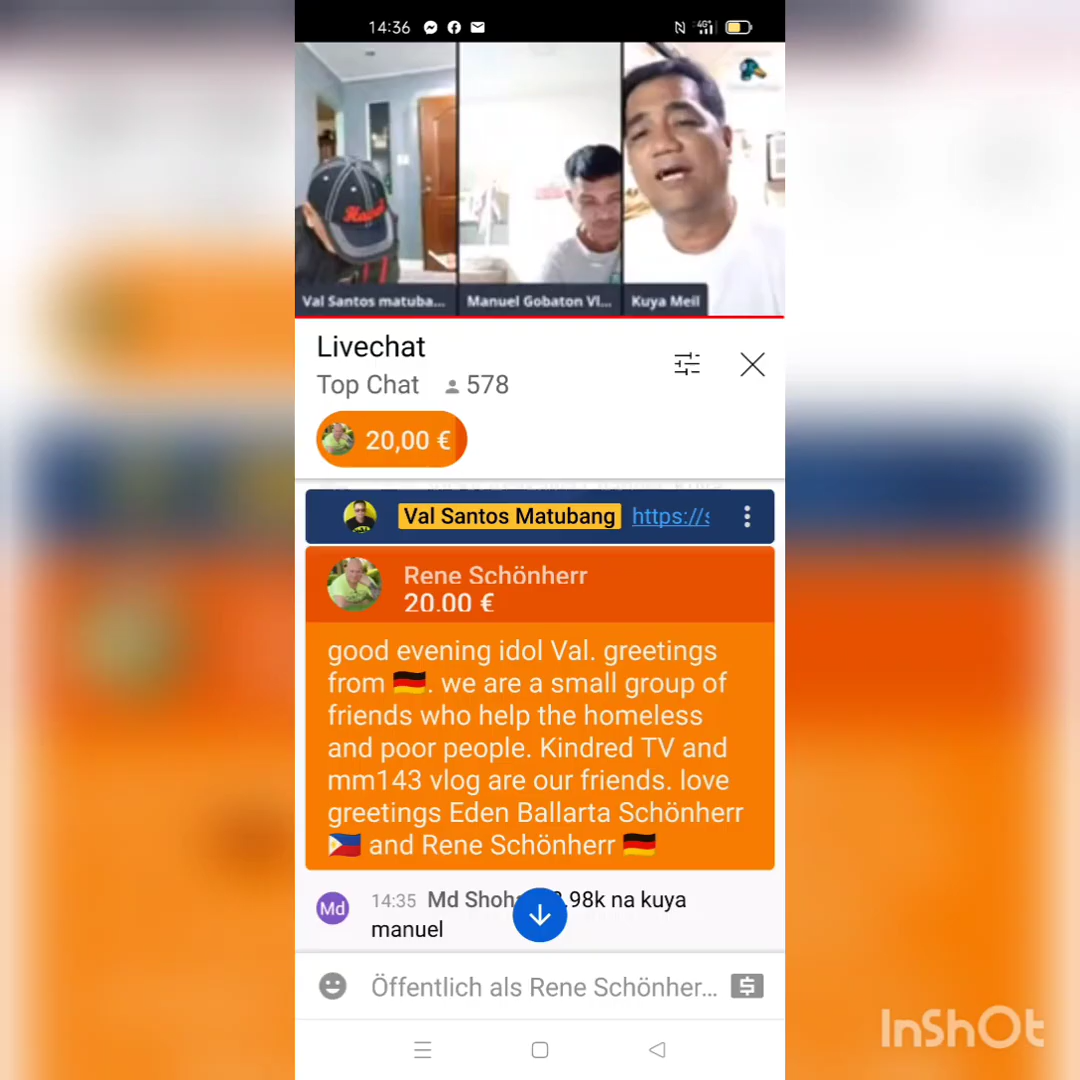 14:36
4G+
Val Santos matuba...
Manuel Gobaton Vl...
Kuya Meil
Livechat
Top Chat 578
20,00 €
Val Santos Matubang https://s
Rene Schönherr
20.00 €
good evening idol Val. greetings
from 🇩🇪. we are a small group of
friends who help the homeless
and poor people. Kindred TV and
mm143 vlog are our friends. love
greetings Eden Ballarta Schönherr
🇵🇭 and Rene Schönherr 🇩🇪
Md 14:35 Md Shoh .98k na kuya
manuel
Öffentlich als Rene Schönher...
InShOt